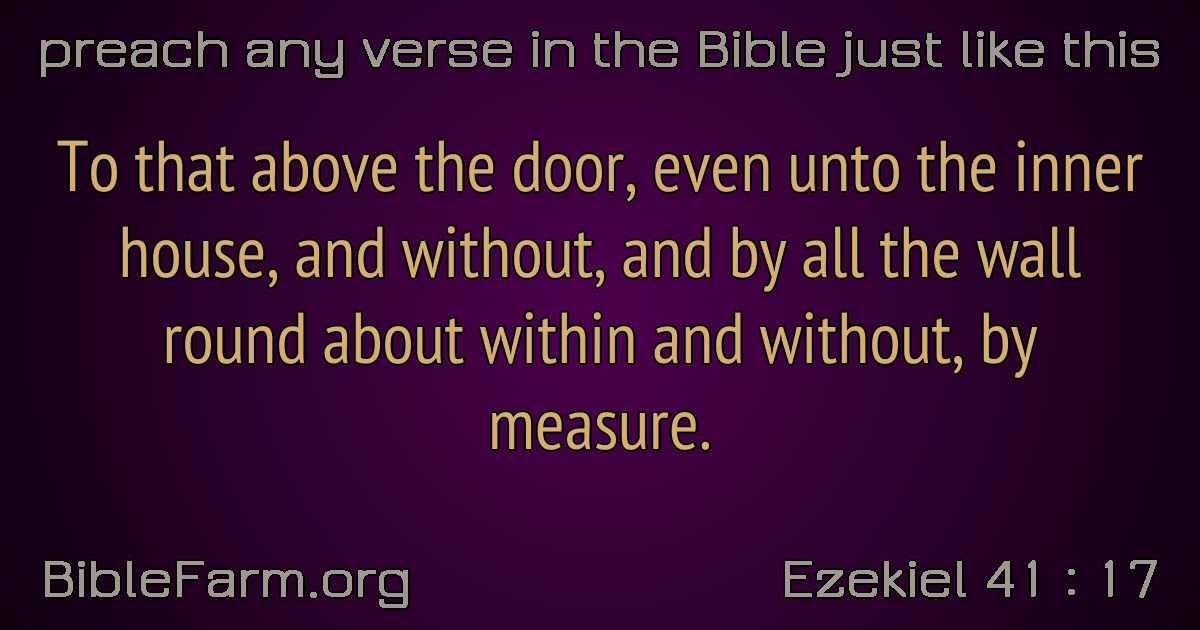 preach any verse in the Bible just like this
To that above the door, even unto the inner
house, and without, and by all the wall
round about within and without, by
measure.
BibleFarm.org
Ezekiel 41 : 17